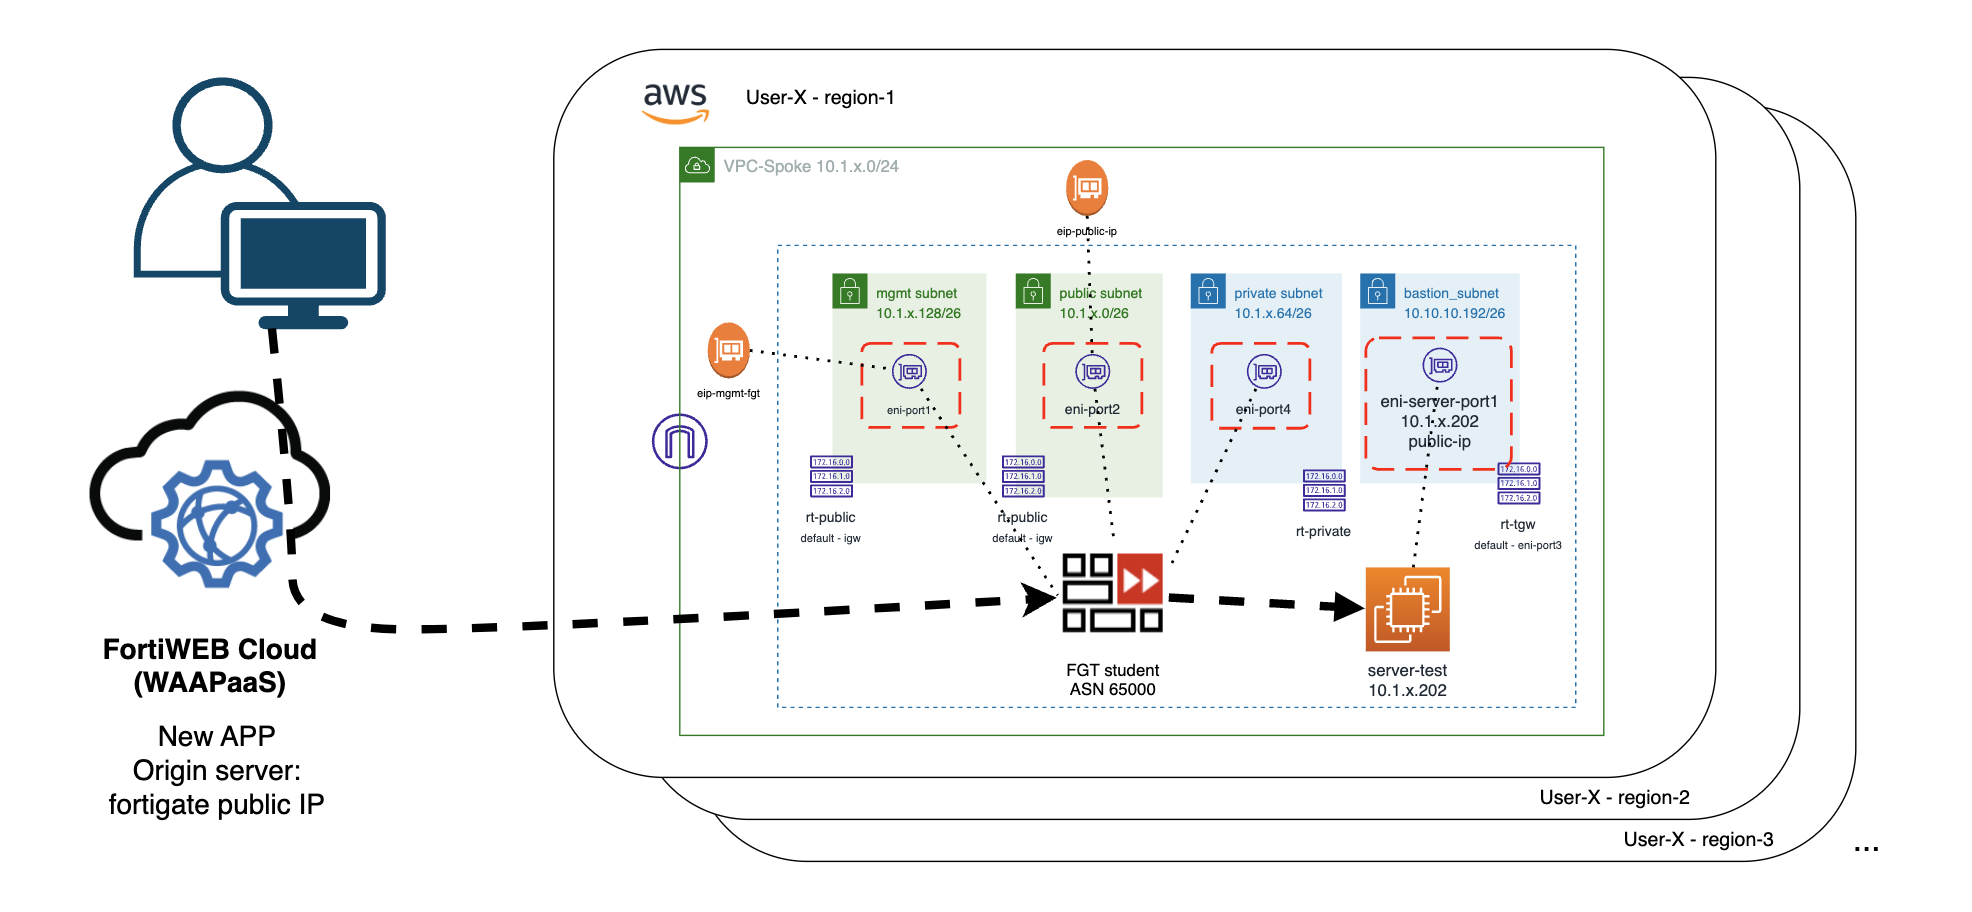 aws
User-X - region-1
VPC-Spoke 10.1.x.0/24
eip-public-ip
mgmt subnet
10.1.x.128/26
public subnet
10.1.x.0/26
private subnet
10.1.x.64/26
bastion_subnet
10.10.10.192/26
eip-mgmt-fgt
eni-port1
eni-port2
eni-port4
eni-server-port1
10.1.x.202
public-ip
172.16.0.0
172.16.1.0
172.16.2.0
rt-public
default - igw
172.16.0.0
172.16.1.0
172.16.2.0
rt-public
default - igw
172.16.0.0
172.16.1.0
172.16.2.0
rt-private
172.16.0.0
172.16.1.0
172.16.2.0
rt-tgw
default - eni-port3
FGT student
ASN 65000
server-test
10.1.x.202
FortiWEB Cloud
(WAAPaaS)
New APP
Origin server:
fortigate public IP
User-X - region-2
User-X - region-3
...